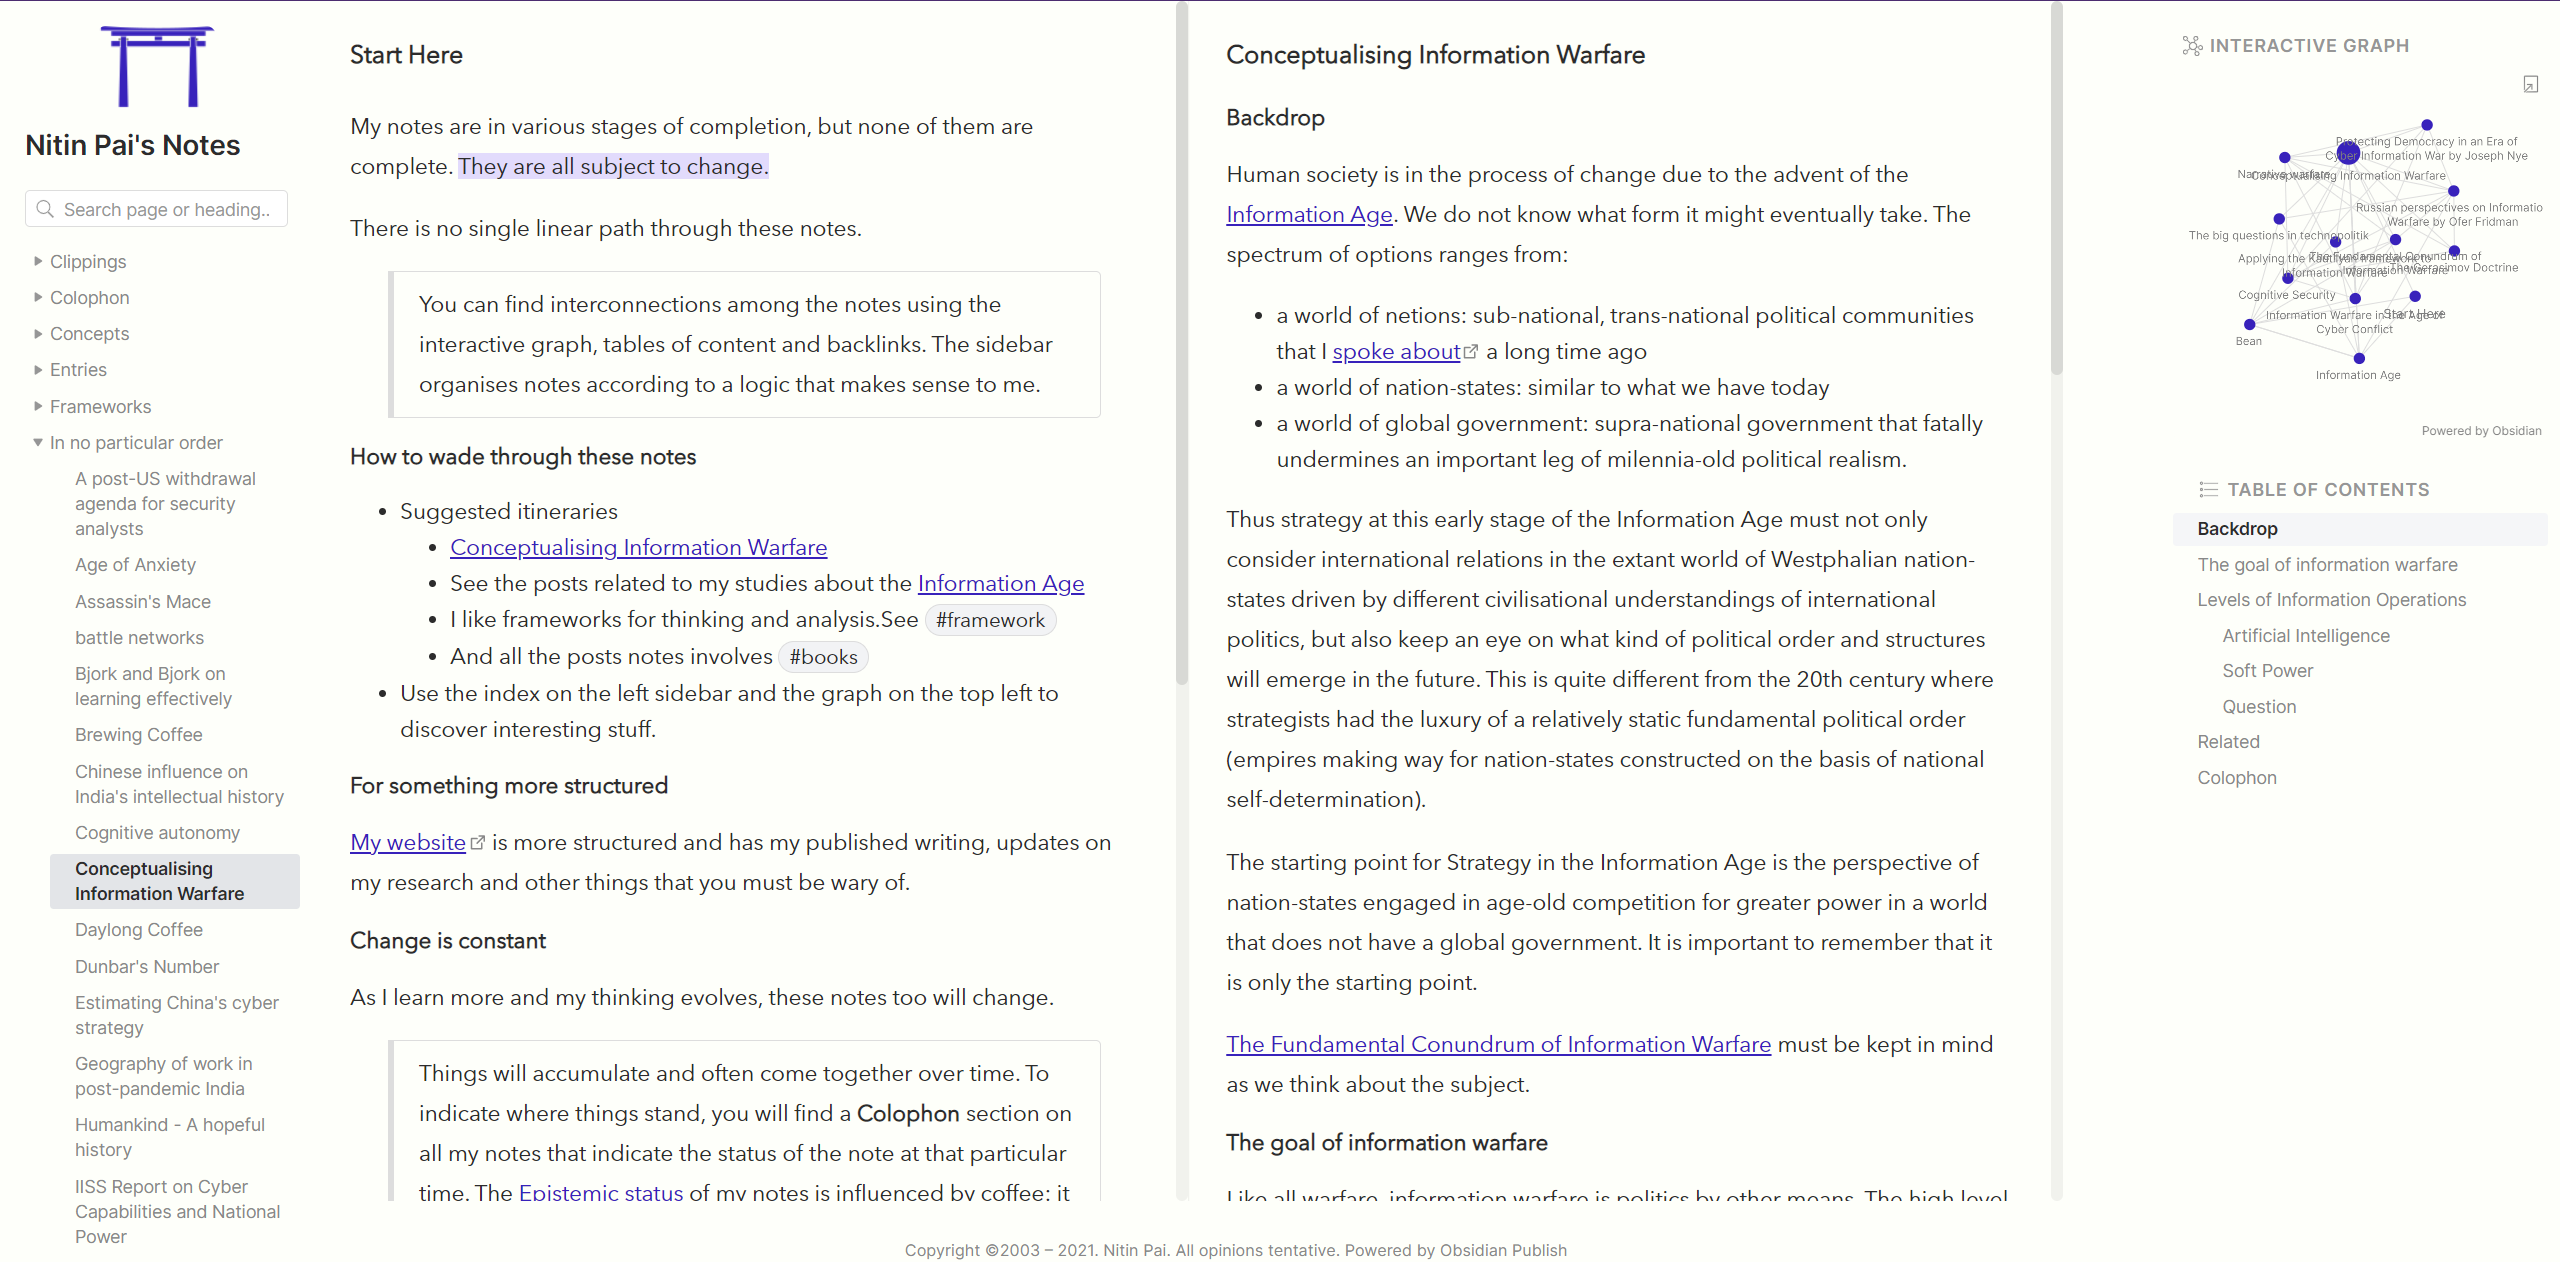 Nitin Pai's Notes
Search page or heading..
Clippings
Colophon
Concepts
Entries
Frameworks
In no particular order
A post-US withdrawal
agenda for security
analysts
Age of Anxiety
Assassin's Mace
battle networks
Bjork and Bjork on
learning effectively
Brewing Coffee
Chinese influence on
India's intellectual history
Cognitive autonomy
Conceptualising
Information Warfare
Daylong Coffee
Dunbar's Number
Estimating China's cyber
strategy
Geography of work in
post-pandemic India
Humankind - A hopeful
history
IISS Report on Cyber
Capabilities and National
Power
Start Here
My notes are in various stages of completion, but none of them are
complete. They are all subject to change.
There is no single linear path through these notes.
You can find interconnections among the notes using the
interactive graph, tables of content and backlinks. The sidebar
organises notes according to a logic that makes sense to me.
How to wade through these notes
• Suggested itineraries
• Conceptualising Information Warfare
• See the posts related to my studies about the Information Age
• I like frameworks for thinking and analysis.See #framework
• And all the posts notes involves #books
• Use the index on the left sidebar and the graph on the top left to
discover interesting stuff.
For something more structured
My website is more structured and has my published writing, updates on
my research and other things that you must be wary of.
Change is constant
As I learn more and my thinking evolves, these notes too will change.
Things will accumulate and often come together over time. To
indicate where things stand, you will find a Colophon section on
all my notes that indicate the status of the note at that particular
time. The Epistemic status of my notes is influenced by coffee: it
Conceptualising Information Warfare
Backdrop
Human society is in the process of change due to the advent of the
Information Age. We do not know what form it might eventually take. The
spectrum of options ranges from:
• a world of netions: sub-national, trans-national political communities
that I spoke about a long time ago
• a world of nation-states: similar to what we have today
• a world of global government: supra-national government that fatally
undermines an important leg of milennia-old political realism.
Thus strategy at this early stage of the Information Age must not only
consider international relations in the extant world of Westphalian nation-
states driven by different civilisational understandings of international
politics, but also keep an eye on what kind of political order and structures
will emerge in the future. This is quite different from the 20th century where
strategists had the luxury of a relatively static fundamental political order
(empires making way for nation-states constructed on the basis of national
self-determination).
The starting point for Strategy in the Information Age is the perspective of
nation-states engaged in age-old competition for greater power in a world
that does not have a global government. It is important to remember that it
is only the starting point.
The Fundamental Conundrum of Information Warfare must be kept in mind
as we think about the subject.
The goal of information warfare
Like all warfare, information warfare is politics by other means. The high level
INTERACTIVE GRAPH
Protecting Democracy in an Era of
Cyber Information War by Joseph Nye
Narrative warfare
Conceptualising Information Warfare
Russian perspectives on Informatio
Warfare by Ofer Fridman
The big questions in technopolitik
Applying the Kautilyan framework to
Information Warfare
The Fundamental Conundrum of
Information Warfare
The Gerasimov Doctrine
Cognitive Security
Information Warfare in the Age of
Cyber Conflict
Start Here
Bean
Information Age
Powered by Obsidian
TABLE OF CONTENTS
Backdrop
The goal of information warfare
Levels of Information Operations
Artificial Intelligence
Soft Power
Question
Related
Colophon
Copyright ©2003 – 2021. Nitin Pai. All opinions tentative. Powered by Obsidian Publish